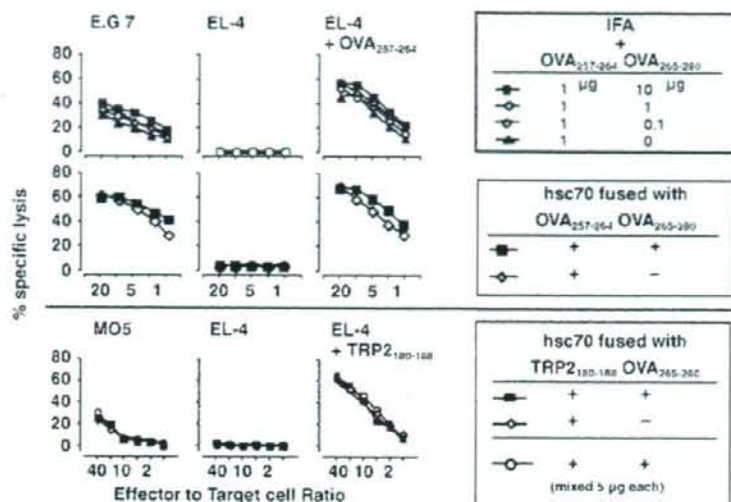 E.G 7 EL-4 EL-4
+ OVA257-264
IFA
+
OVA257-264 OVA265-280
µg µg
1 10
1 1
1 0.1
1 0
80
60
40
20
0
hsc70 fused with
OVA257-264 OVA265-280
+ +
+ –
80
60
40
20
0
20 5 1 20 5 1 20 5 1
% specific lysis
MO5 EL-4 EL-4
+ TRP2180-188
hsc70 fused with
TRP2180-188 OVA265-280
+ +
+ –
+ +
(mixed 5 µg each)
80
60
40
20
0
40 10 2 40 10 2 40 10 2
Effector to Target cell Ratio